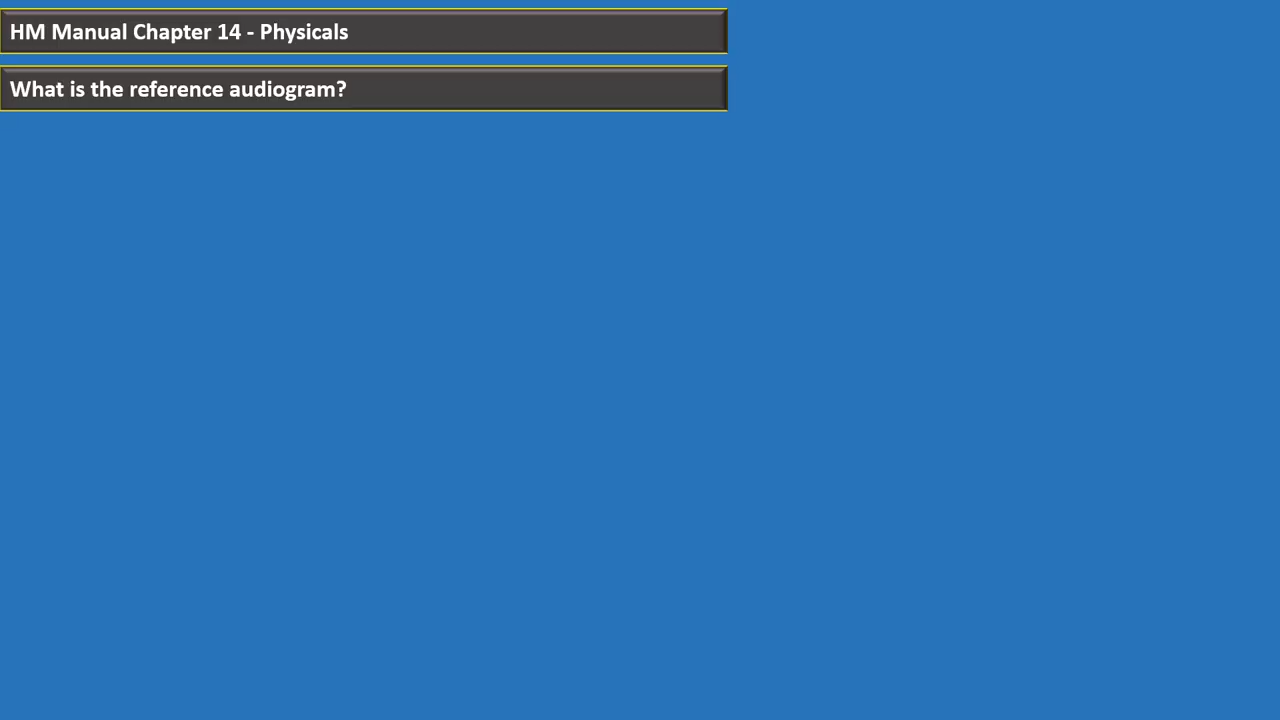 HM Manual Chapter 14 - Physicals
What is the reference audiogram?